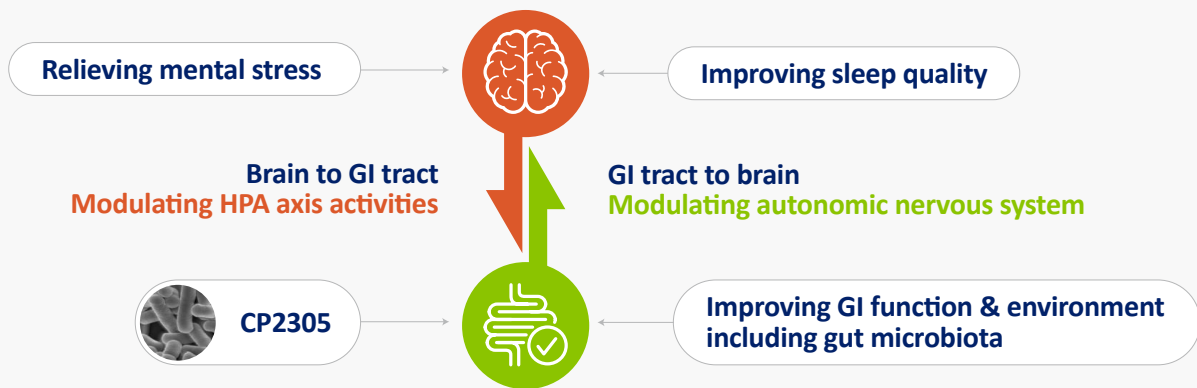 Relieving mental stress
Improving sleep quality
Brain to GI tract
Modulating HPA axis activities
GI tract to brain
Modulating autonomic nervous system
CP2305
Improving GI function & environment
including gut microbiota